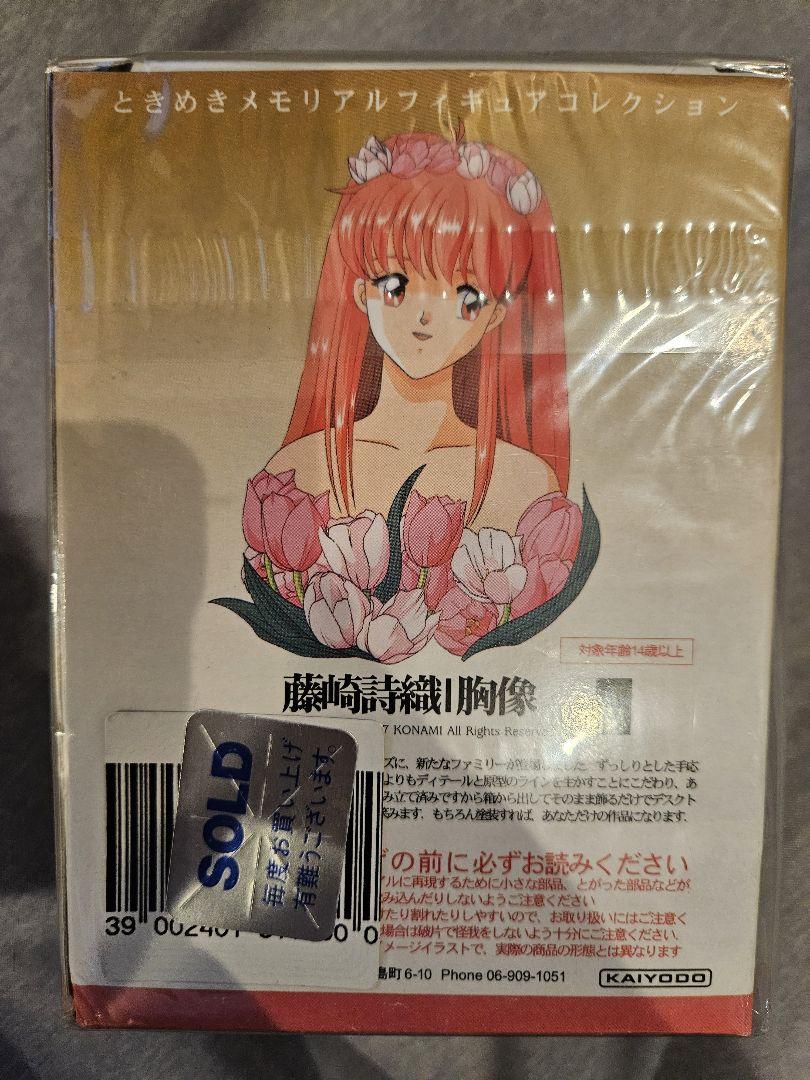 ときめきメモリアルフィギュアコレクション
対象年齢14歳以上
藤崎詩織 胸像
7 KONAMI All Rights Reserve
ズに、新たなファミリーが登場しました。ずっしりとした手応
よりもディテールと原型のラインを生かすことにこだわり、あ
み立て済みですから箱から出してそのまま飾るだけでデスクト
笑みます。もちろん塗装すれば、あなただけの作品になります。
SOLD
毎度お買い上げ
有難うございます。
の前に必ずお読みください
アルに再現するために小さな部品、とがった部品などが
み込んだりしないようご注意ください
けたり割れたりしやすいので、お取り扱いにはご注意く
場合は破片で怪我をしないよう十分にご注意ください。
メージイラストで、実際の商品の形態とは異なります
39
島町6-10 Phone 06-909-1051
KAIYODO